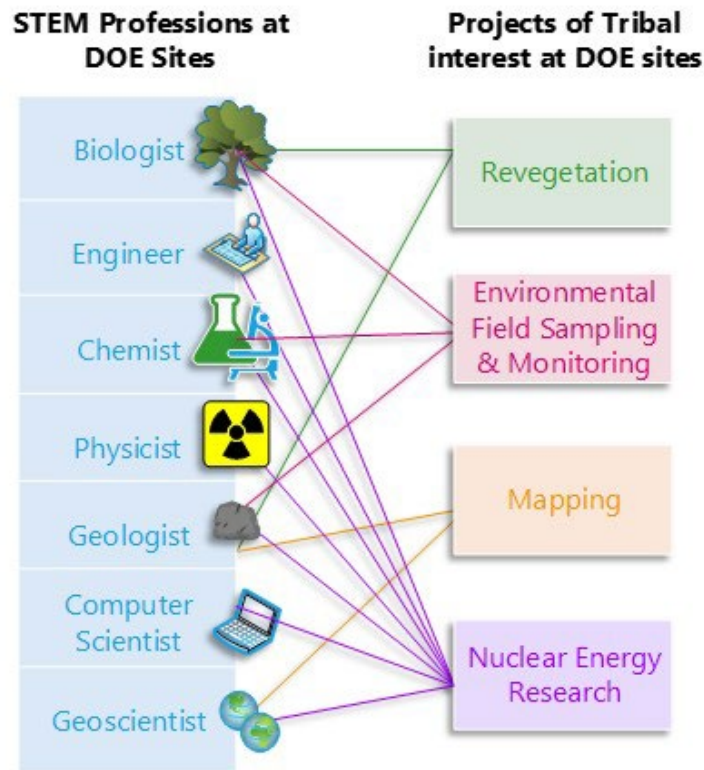 STEM Professions at
DOE Sites
Projects of Tribal
interest at DOE sites
Biologist
Engineer
Chemist
Physicist
Geologist
Computer
Scientist
Geoscientist
Revegetation
Environmental
Field Sampling
& Monitoring
Mapping
Nuclear Energy
Research